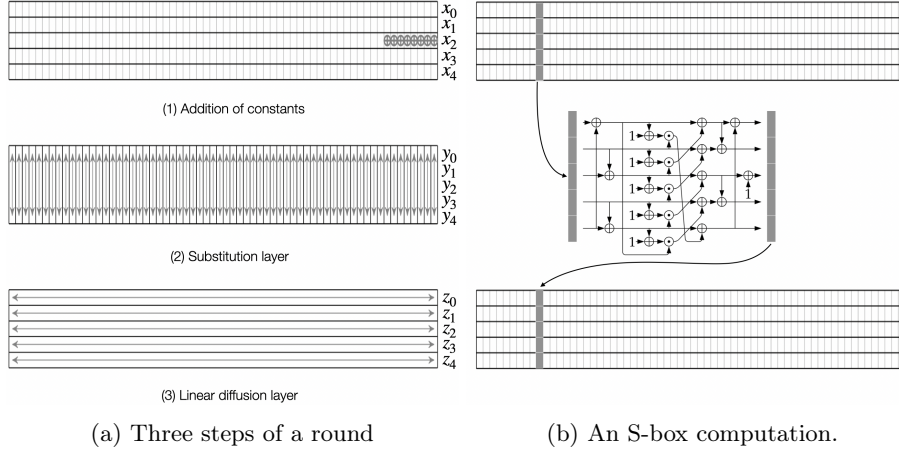 x0
x1
x2
x3
x4
(1) Addition of constants
y0
y1
y2
y3
y4
(2) Substitution layer
z0
z1
z2
z3
z4
(3) Linear diffusion layer
(a) Three steps of a round
1
1
1
1
1
1
(b) An S-box computation.